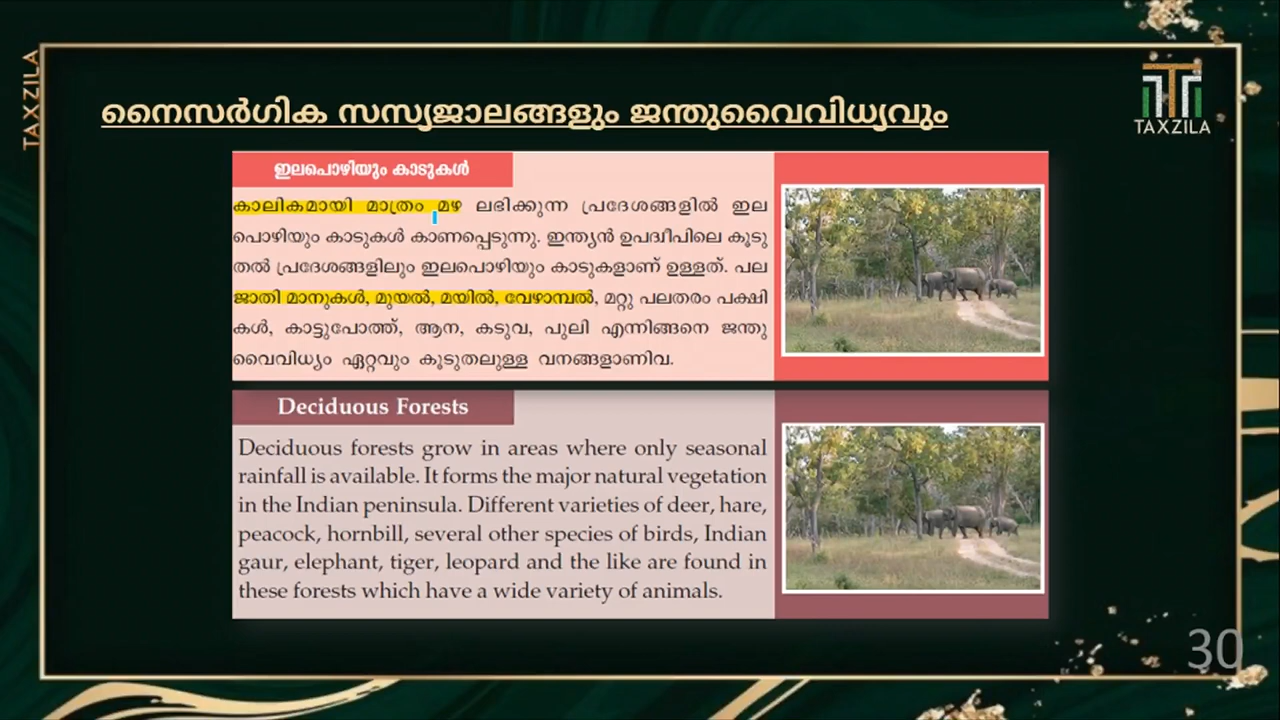 TAXZILA
നൈസർഗിക സസ്യജാലങ്ങളും ജന്തുവൈവിധ്യവും
TAXZILA
ഇലപൊഴിയും കാടുകൾ
കാലികമായി മാത്രം മഴ ലഭിക്കുന്ന പ്രദേശങ്ങളിൽ ഇല
പൊഴിയും കാടുകൾ കാണപ്പെടുന്നു. ഇന്ത്യൻ ഉപദ്വീപിലെ കൂടു
തൽ പ്രദേശങ്ങളിലും ഇലപൊഴിയും കാടുകളാണ് ഉള്ളത്. പല
ജാതി മാനുകൾ, മുയൽ, മയിൽ, വേഴാമ്പൽ, മറ്റു പലതരം പക്ഷി
കൾ, കാട്ടുപോത്ത്, ആന, കടുവ, പുലി എന്നിങ്ങനെ ജന്തു
വൈവിധ്യം ഏറ്റവും കൂടുതലുള്ള വനങ്ങളാണിവ.
Deciduous Forests
Deciduous forests grow in areas where only seasonal
rainfall is available. It forms the major natural vegetation
in the Indian peninsula. Different varieties of deer, hare,
peacock, hornbill, several other species of birds, Indian
gaur, elephant, tiger, leopard and the like are found in
these forests which have a wide variety of animals.
30